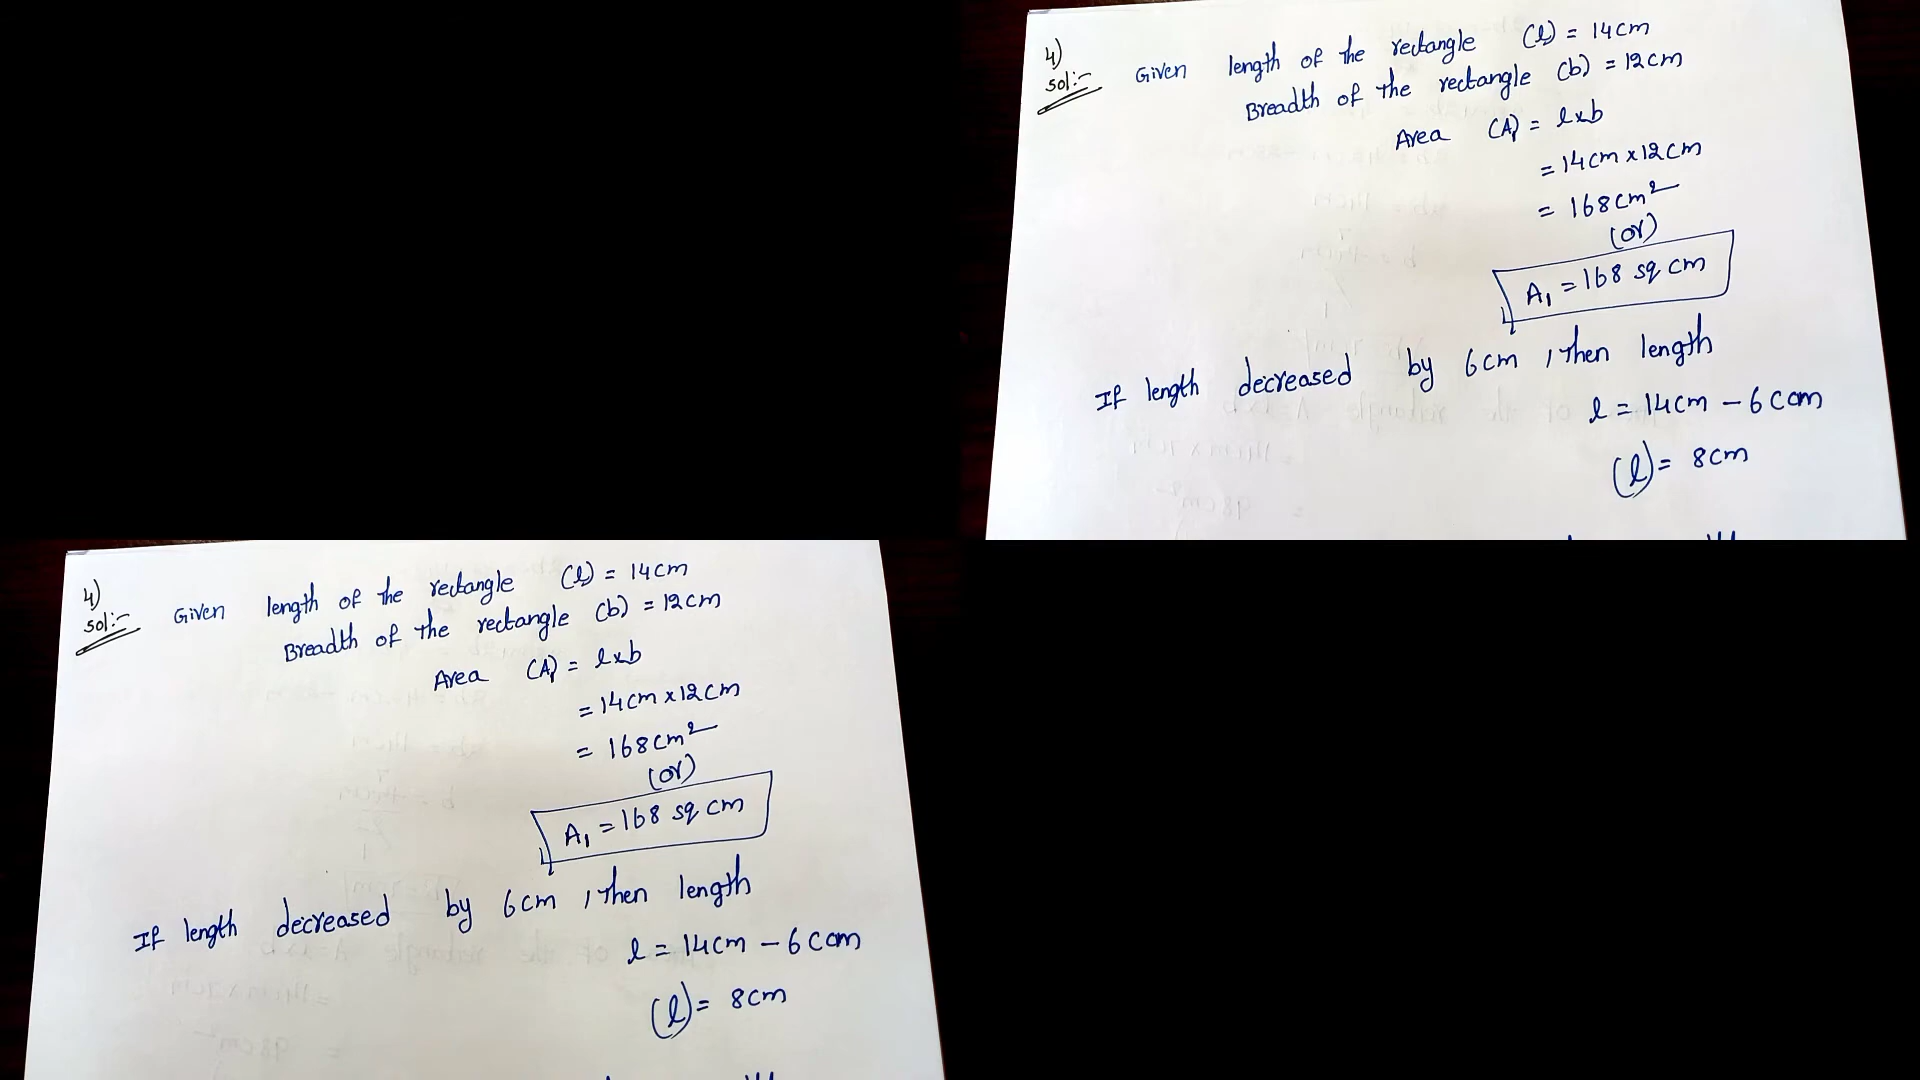 4)
Sol:-
Given length of the rectangle (l) = 14cm
Breadth of the rectangle (b) = 12cm
Area (A₁) = l×b
= 14cm x 12cm
= 168cm²
(or)
A₁ = 168 sq cm
If length decreased by 6cm, then length
l = 14cm - 6cm
(l) = 8cm
4)
Sol:-
Given length of the rectangle (l) = 14cm
Breadth of the rectangle (b) = 12cm
Area (A₁) = l×b
= 14cm x 12cm
= 168cm²
(or)
A₁ = 168 sq cm
If length decreased by 6cm, then length
l = 14cm - 6cm
(l) = 8cm